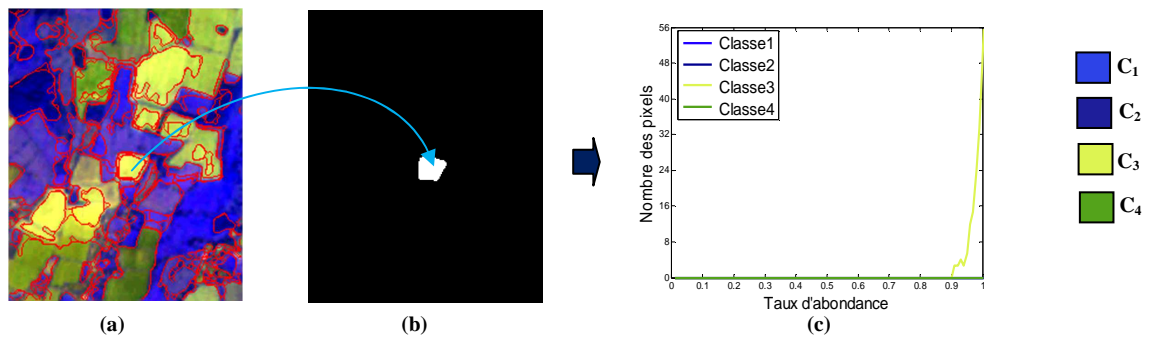 Classe1
Classe2
Classe3
Classe4
56
48
40
32
24
16
8
0
Nombre des pixels
0 0.1 0.2 0.3 0.4 0.5 0.6 0.7 0.8 0.9 1
Taux d'abondance
C1
C2
C3
C4
(a) (b) (c)